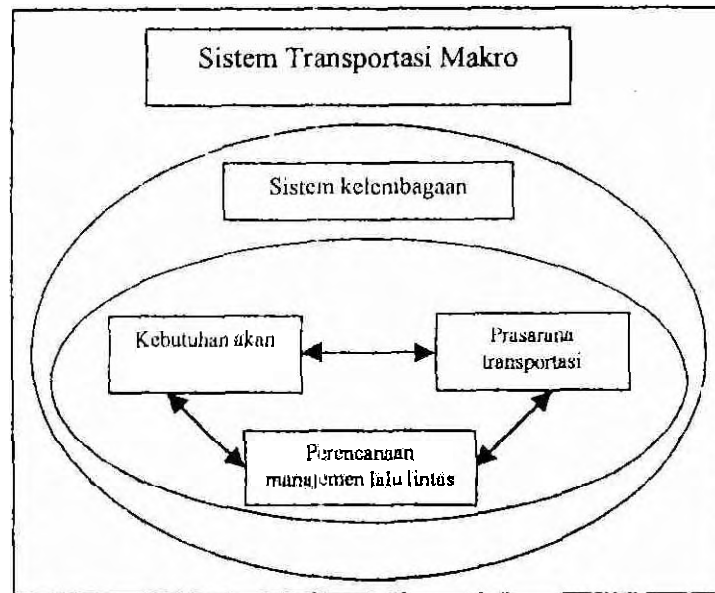 Sistem Transportasi Makro
Sistem kelembagaan
Kebutuhan akan
Prasarana
transportasi
Perencanaan
manajemen lalu lintas